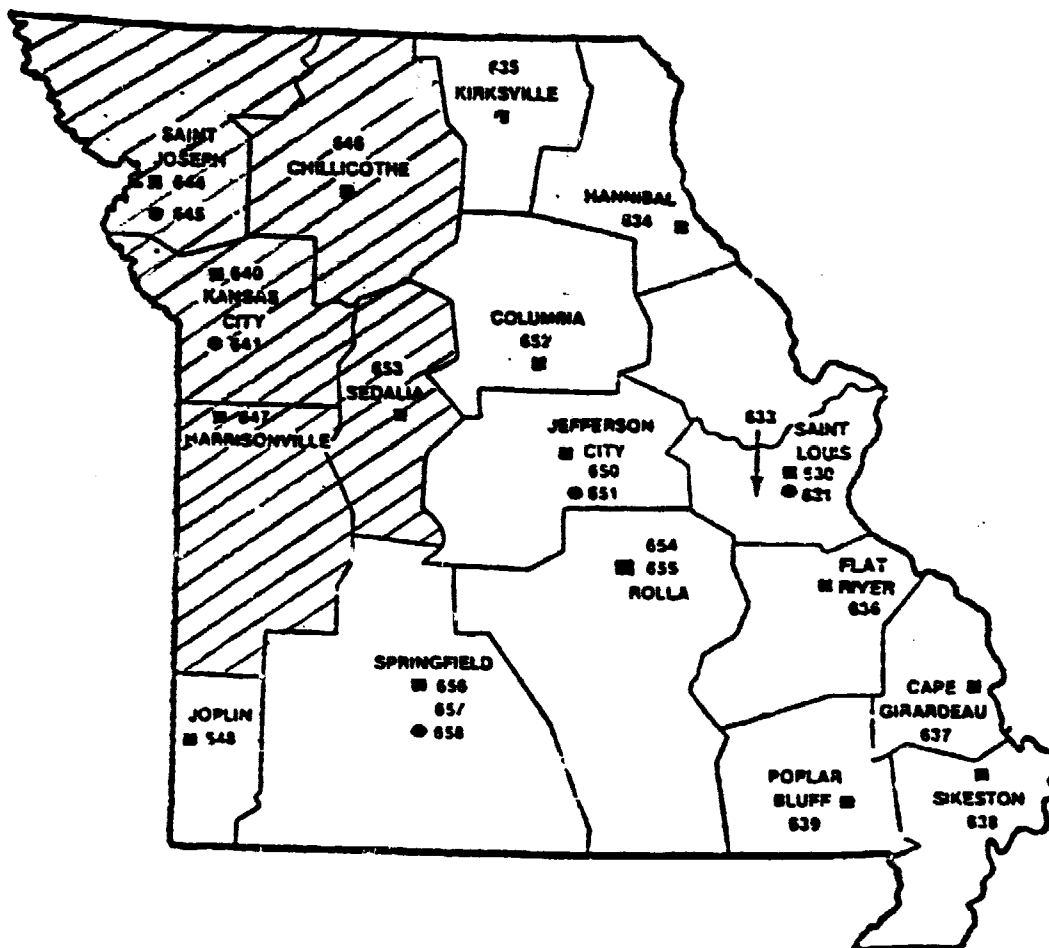 635
KIRKSVILLE
SAINT
JOSEPH
644
645
646
CHILLICOTHE
HANNIBAL
634
640
KANSAS
CITY
641
COLUMBIA
652
653
SEDALIA
647
HARRISONVILLE
JEFFERSON
CITY
650
651
633
SAINT
LOUIS
630
631
654
655
ROLLA
FLAT
RIVER
636
SPRINGFIELD
656
657
658
JOPLIN
648
CAPE
GIRARDEAU
637
POPLAR
BLUFF
639
SIKESTON
638